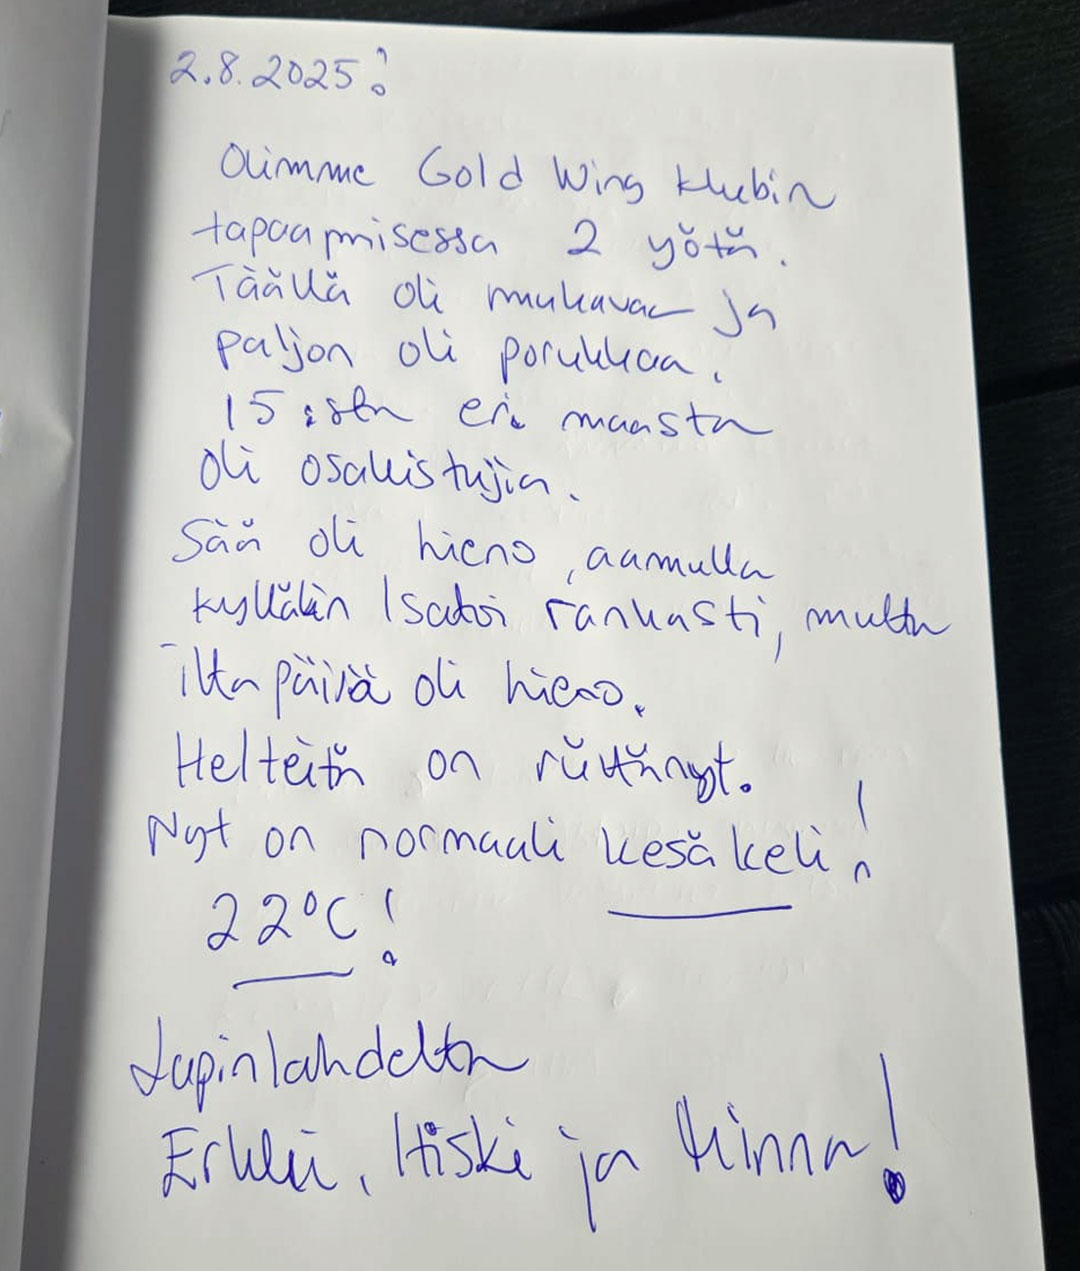 2.8.2025!
Olimme Gold Wing klubin
tapaamisessa 2 yötä.
Täällä oli mukavaa ja
paljon oli porukkaa.
15:sta eri maasta
oli osallistujia.
Sää oli hieno, aamulla
kylläkin satoi rankasti, mutta
iltapäivä oli hieno.
Helteitä on riittänyt.
Nyt on normaali kesäkeli!
22°C!
Lapinlahdelta
Erkki, Hiski ja Minna!